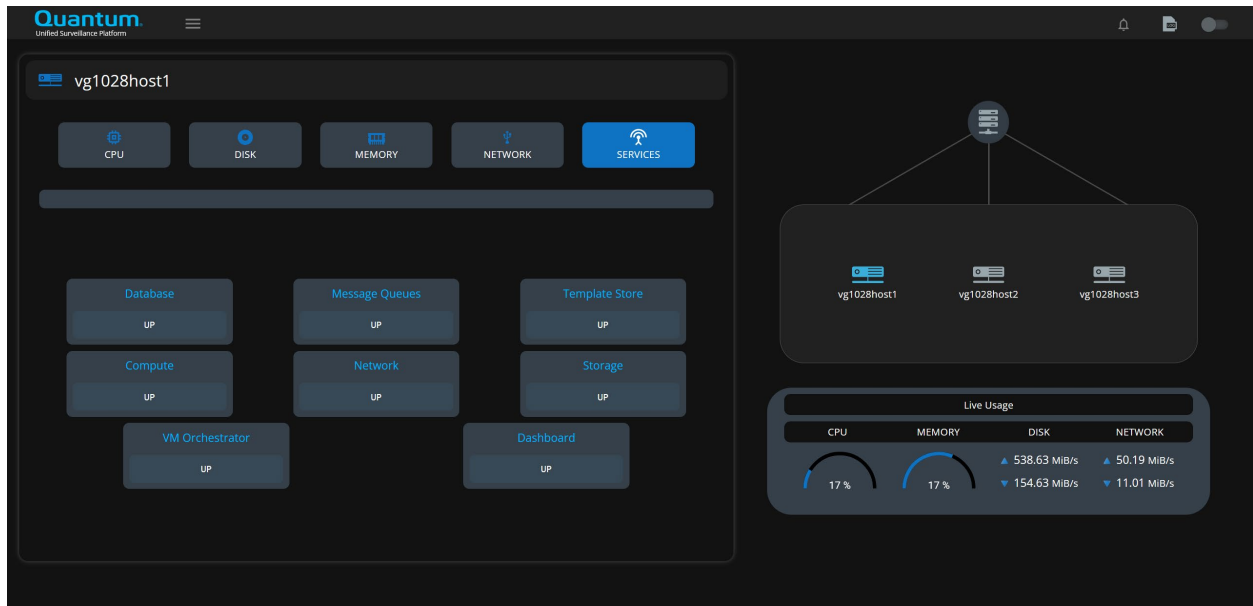 Quantum.
Unified Surveillance Platform
vg1028host1
CPU
DISK
MEMORY
NETWORK
SERVICES
Database
UP
Message Queues
UP
Template Store
UP
Compute
UP
Network
UP
Storage
UP
VM Orchestrator
UP
Dashboard
UP
vg1028host1
vg1028host2
vg1028host3
Live Usage
CPU
MEMORY
DISK
NETWORK
17 %
17 %
538.63 MiB/s
50.19 MiB/s
154.63 MiB/s
11.01 MiB/s